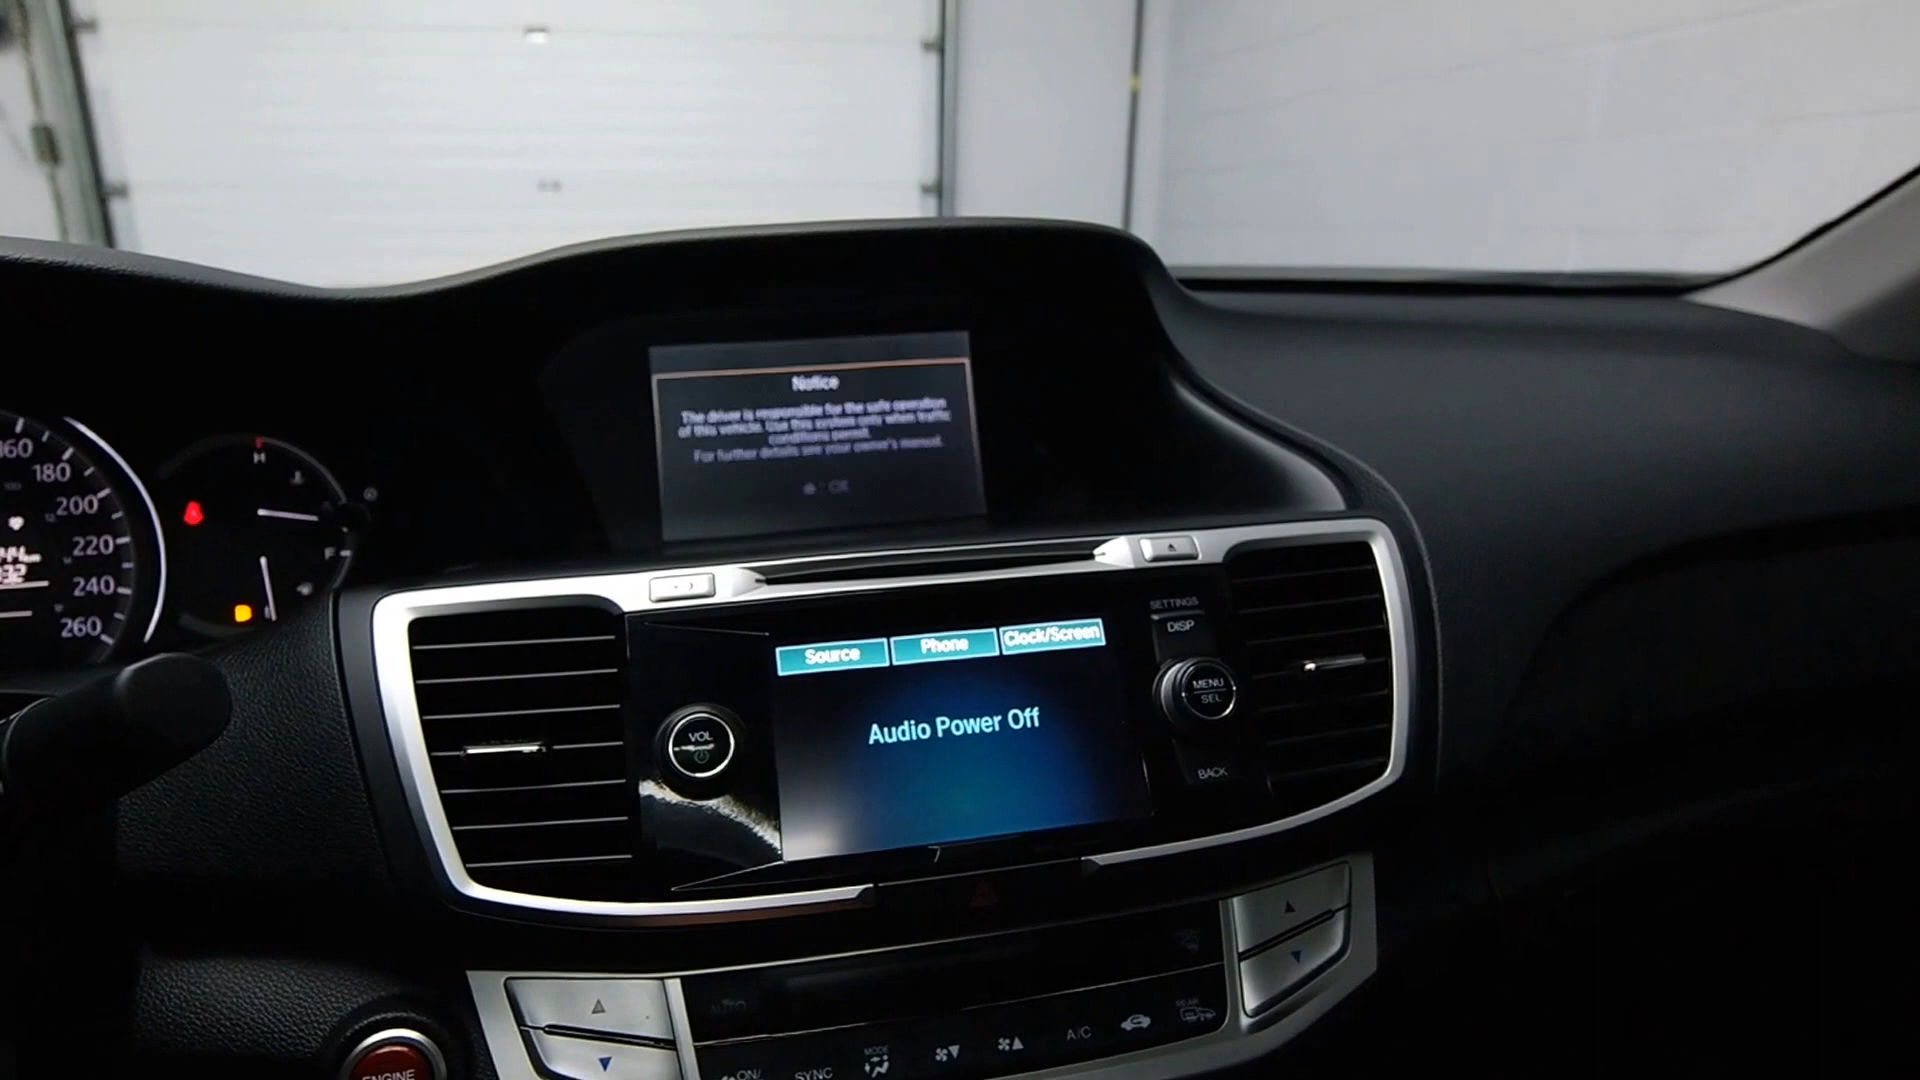 Notice
The driver is responsible for the safe operation
of this vehicle. Use this system only when traffic
conditions permit.
For further details see your owner's manual.
OK
160
180
200
220
240
260
H
F
SETTINGS
DISP
Source
Phone
Clock/Screen
MENU
SEL
VOL
Audio Power Off
BACK
AUTO
REAR
A/C
MODE
ON/
SYNC
ENGINE